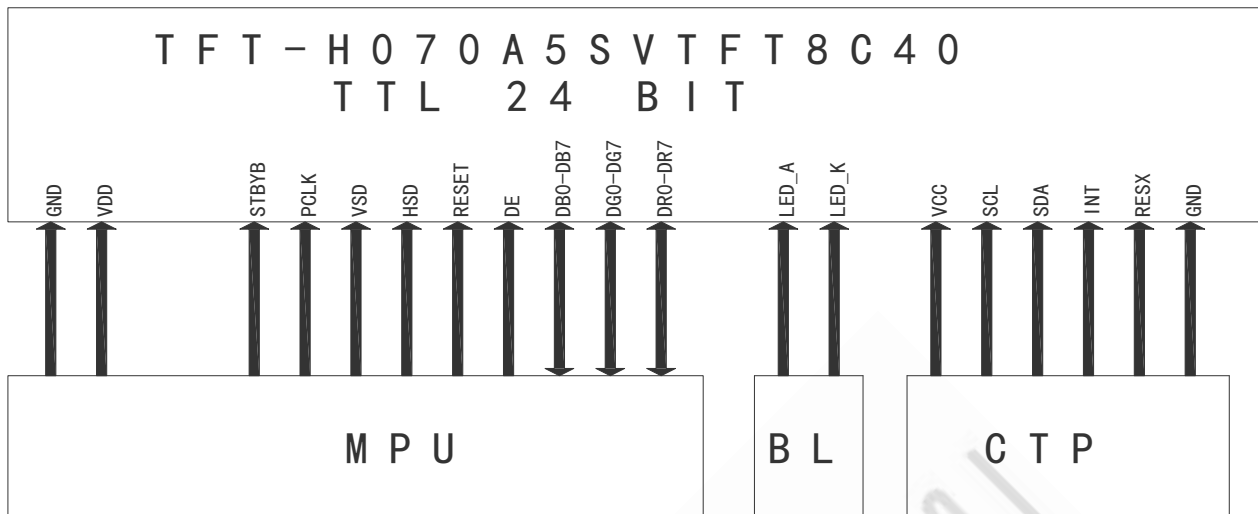 TFT-H070A5SVTFT8C40
TTL 24 BIT
GND
VDD
STBYB
PCLK
VSD
HSD
RESET
DE
DB0-DB7
DG0-DG7
DR0-DR7
LED_A
LED_K
VCC
SCL
SDA
INT
RESX
GND
MPU
BL
CTP